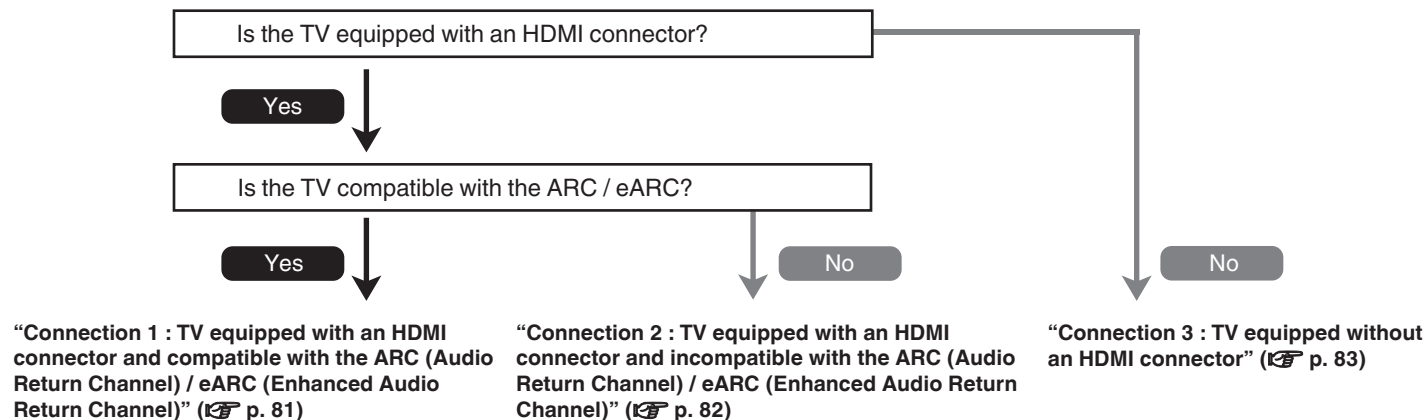 Is the TV equipped with an HDMI connector?
Yes
Is the TV compatible with the ARC / eARC?
Yes
No
No
“Connection 1 : TV equipped with an HDMI
connector and compatible with the ARC (Audio
Return Channel) / eARC (Enhanced Audio
Return Channel)” (☞ p. 81)
“Connection 2 : TV equipped with an HDMI
connector and incompatible with the ARC (Audio
Return Channel) / eARC (Enhanced Audio Return
Channel)” (☞ p. 82)
“Connection 3 : TV equipped without
an HDMI connector” (☞ p. 83)